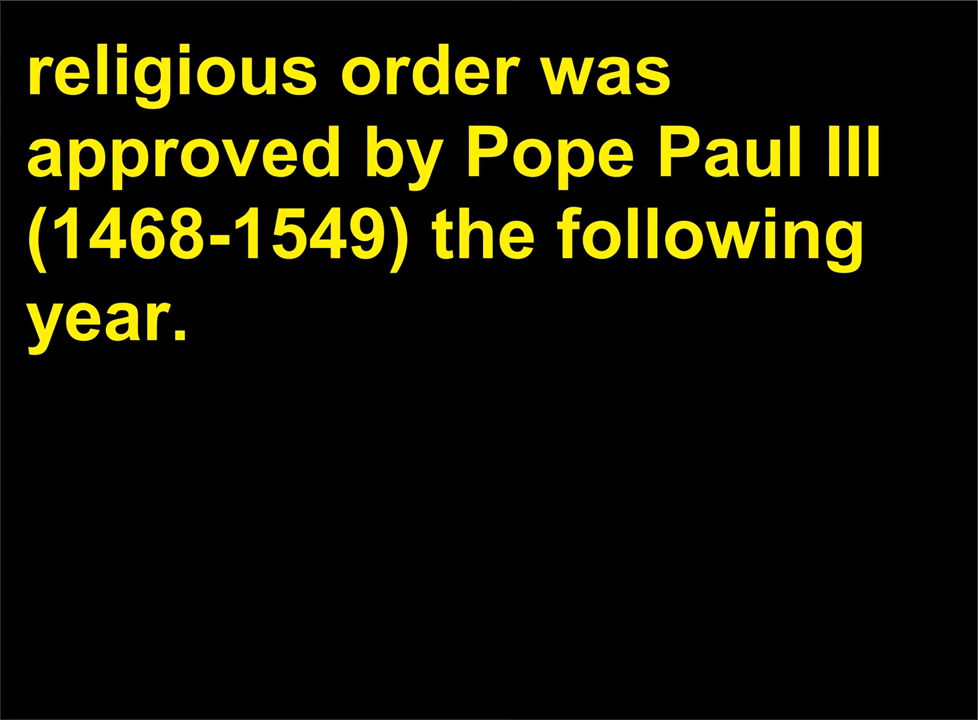 religious order was
approved by Pope Paul III
(1468-1549) the following
year.